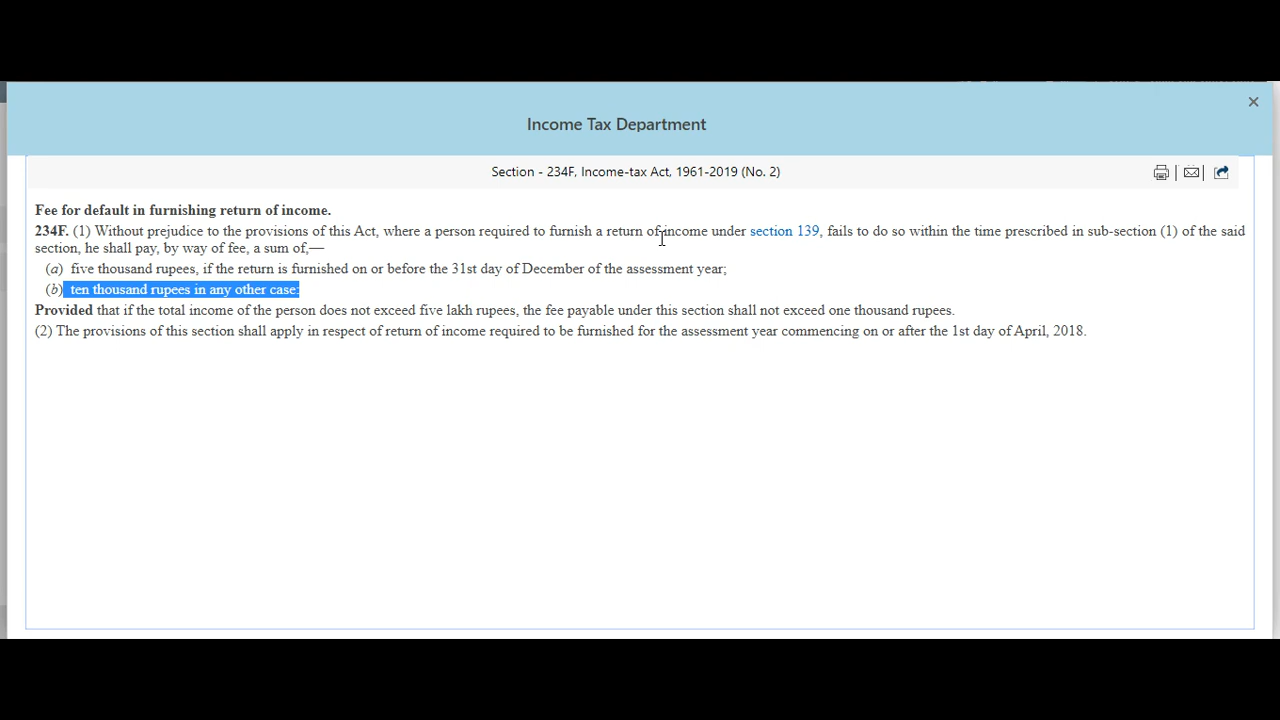 Income Tax Department
Section - 234F, Income-tax Act, 1961-2019 (No. 2)
Fee for default in furnishing return of income.
234F. (1) Without prejudice to the provisions of this Act, where a person required to furnish a return of income under section 139, fails to do so within the time prescribed in sub-section (1) of the said
section, he shall pay, by way of fee, a sum of,—
(a) five thousand rupees, if the return is furnished on or before the 31st day of December of the assessment year;
(b) ten thousand rupees in any other case:
Provided that if the total income of the person does not exceed five lakh rupees, the fee payable under this section shall not exceed one thousand rupees.
(2) The provisions of this section shall apply in respect of return of income required to be furnished for the assessment year commencing on or after the 1st day of April, 2018.